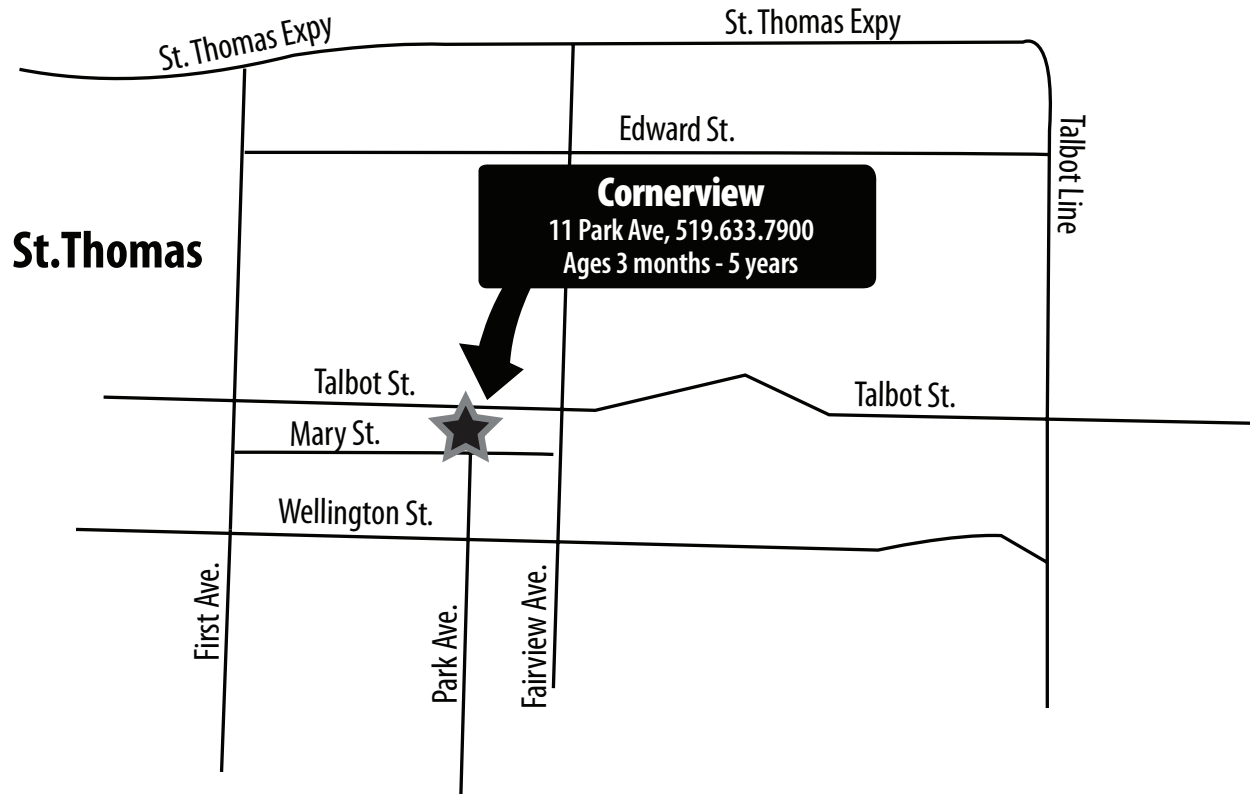 St. Thomas Expy
St. Thomas Expy
Edward St.
Talbot Line
Cornerview
11 Park Ave, 519.633.7900
Ages 3 months - 5 years
St.Thomas
Talbot St.
Talbot St.
Mary St.
Wellington St.
First Ave.
Park Ave.
Fairview Ave.